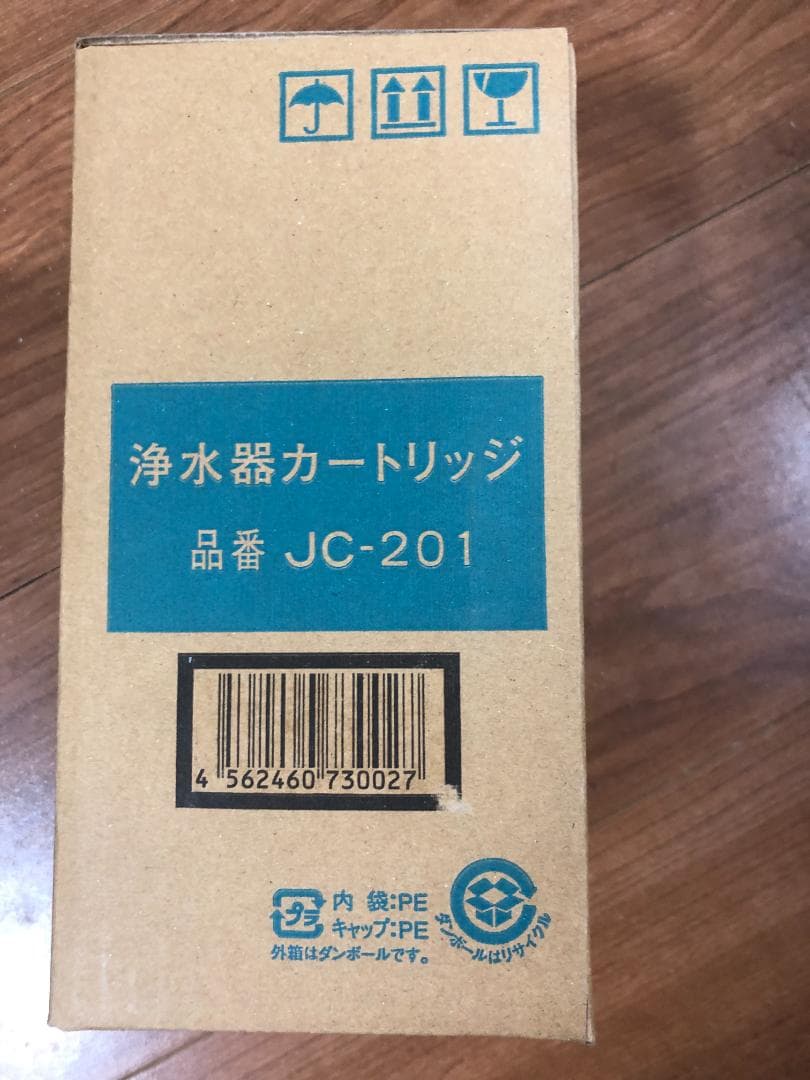 浄水器カートリッジ
品番 JC-201
4 562460 730027
プラ
内 袋:PE
キャップ:PE
外箱はダンボールです。
ダンボールはリサイクル